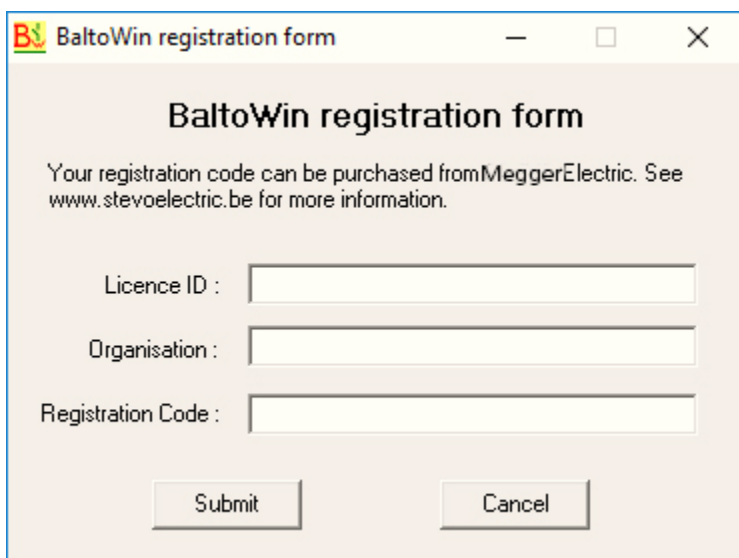 BaltoWin registration form
BaltoWin registration form
Your registration code can be purchased fromMeggerElectric. See
www.stevoelectric.be for more information.
Licence ID :
Organisation :
Registration Code :
Submit Cancel